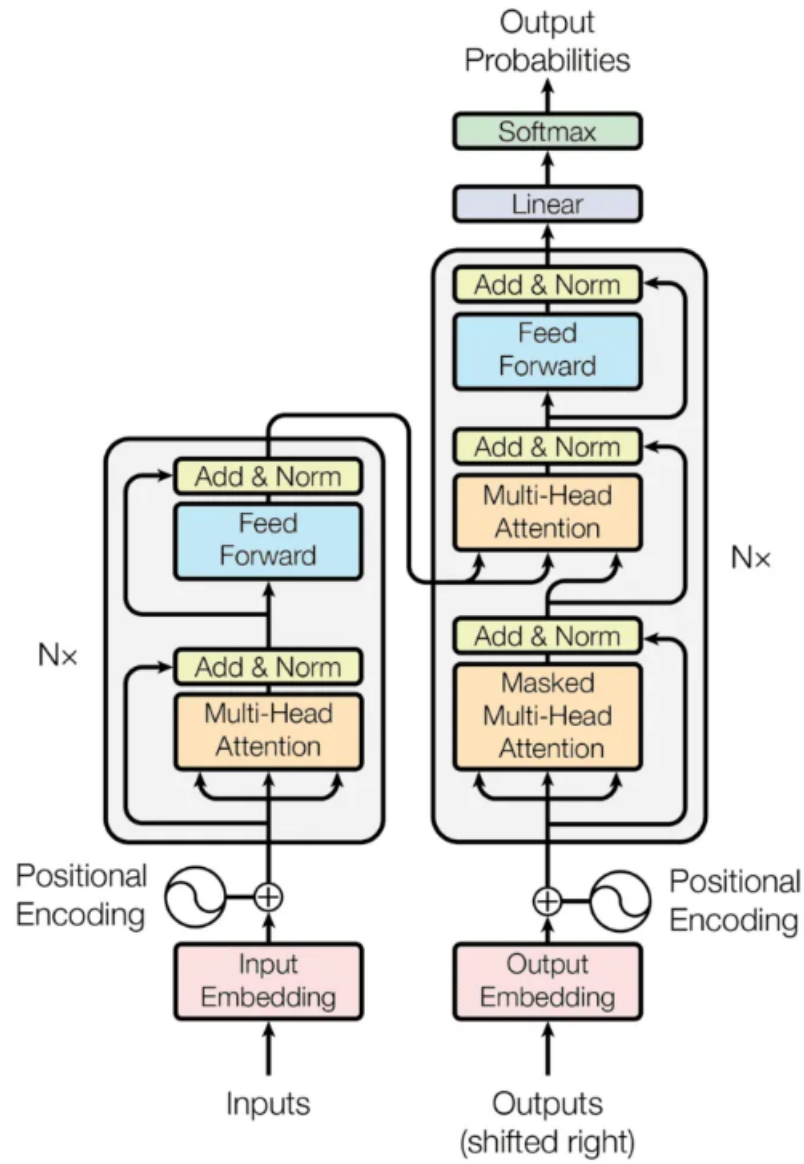 Output
Probabilities
Softmax
Linear
Add & Norm
Feed
Forward
Add & Norm
Multi-Head
Attention
Nx
Add & Norm
Masked
Multi-Head
Attention
Add & Norm
Feed
Forward
Nx
Add & Norm
Multi-Head
Attention
Positional
Encoding
Positional
Encoding
Input
Embedding
Output
Embedding
Inputs
Outputs
(shifted right)